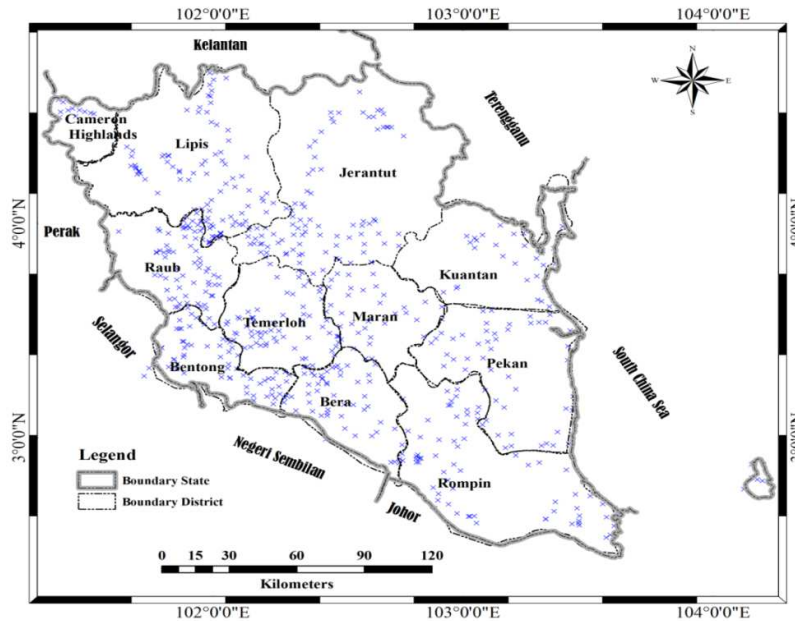 102°0'0"E 103°0'0"E 104°0'0"E
Kelantan
N
W E
S
Terengganu
Cameron
Highlands
Lipis
Jerantut
4°0'0"N
4°0'0"N
Perak
Raub
Kuantan
Selangor
Temerloh
Maran
Bentong
Pekan
South China Sea
Bera
3°0'0"N
3°0'0"N
Negeri Sembilan
Legend
Boundary State
Boundary District
Rompin
Johor
0 15 30 60 90 120
Kilometers
102°0'0"E 103°0'0"E 104°0'0"E